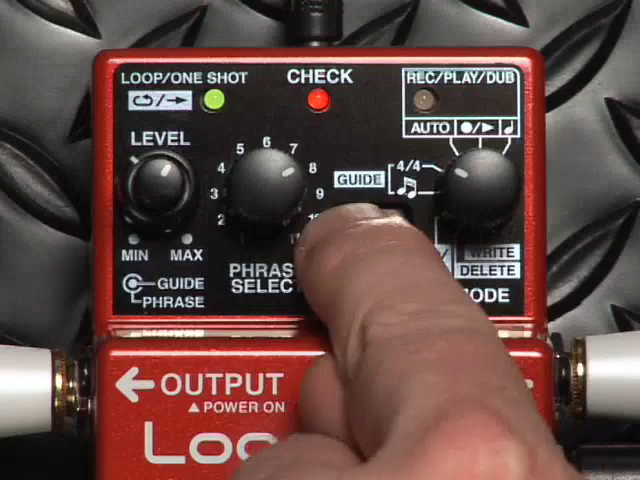 LOOP/ONE SHOT
CHECK
REC/PLAY/DUB
AUTO
LEVEL
5 6 7
4 8
3 9
2
GUIDE
4/4
MIN MAX
GUIDE
PHRASE
WRITE
DELETE
OUTPUT
▲POWER ON